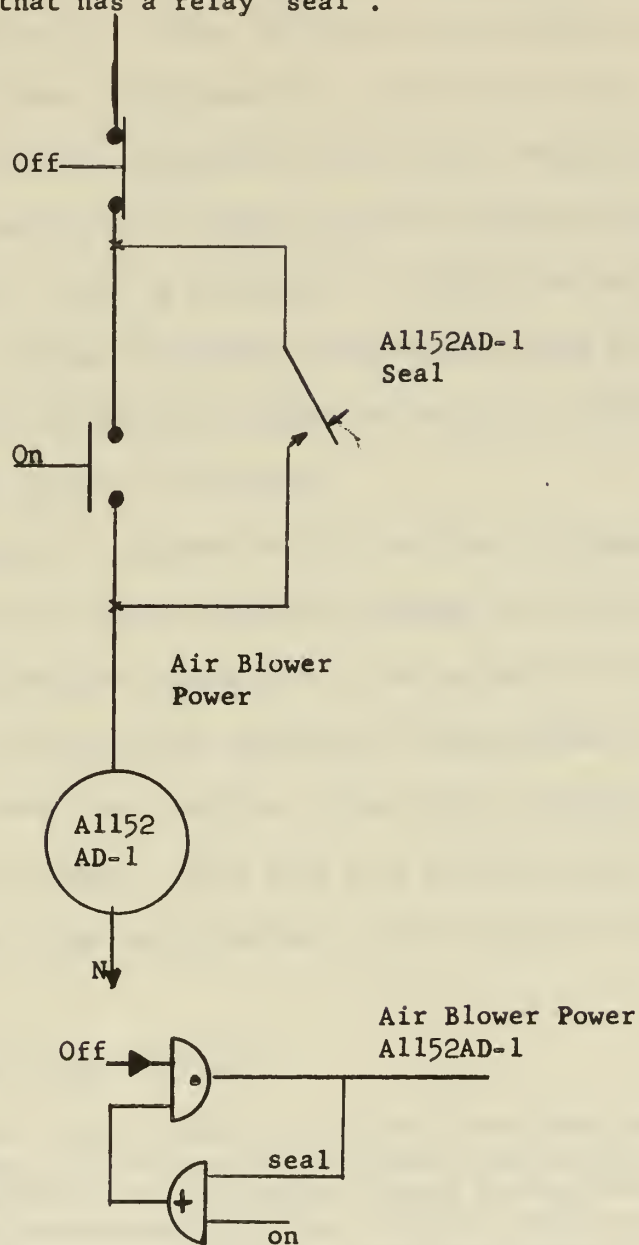 that has a relay "seal".
Off
A1152AD-1
Seal
On
Air Blower
Power
A1152
AD-1
N
Air Blower Power
A1152AD-1
Off
•
seal
+
on